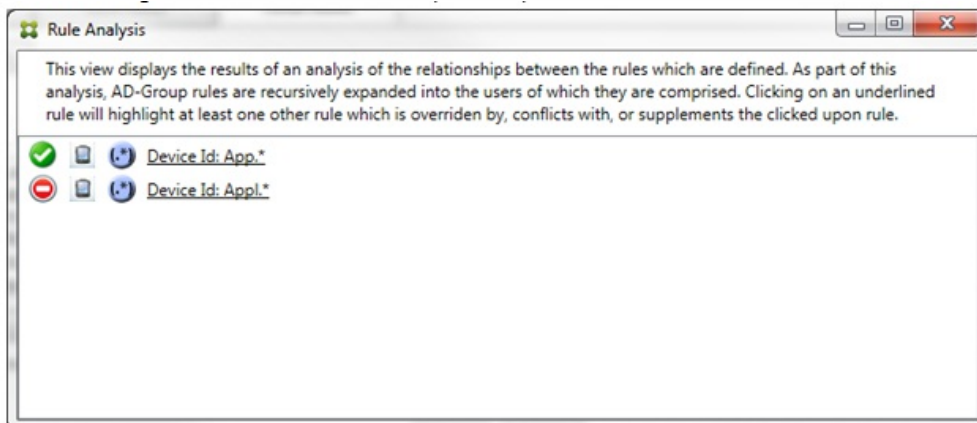 Rule Analysis
This view displays the results of an analysis of the relationships between the rules which are defined. As part of this
analysis, AD-Group rules are recursively expanded into the users of which they are comprised. Clicking on an underlined
rule will highlight at least one other rule which is overriden by, conflicts with, or supplements the clicked upon rule.
(.*) Device Id: App.*
(.*) Device Id: Appl.*